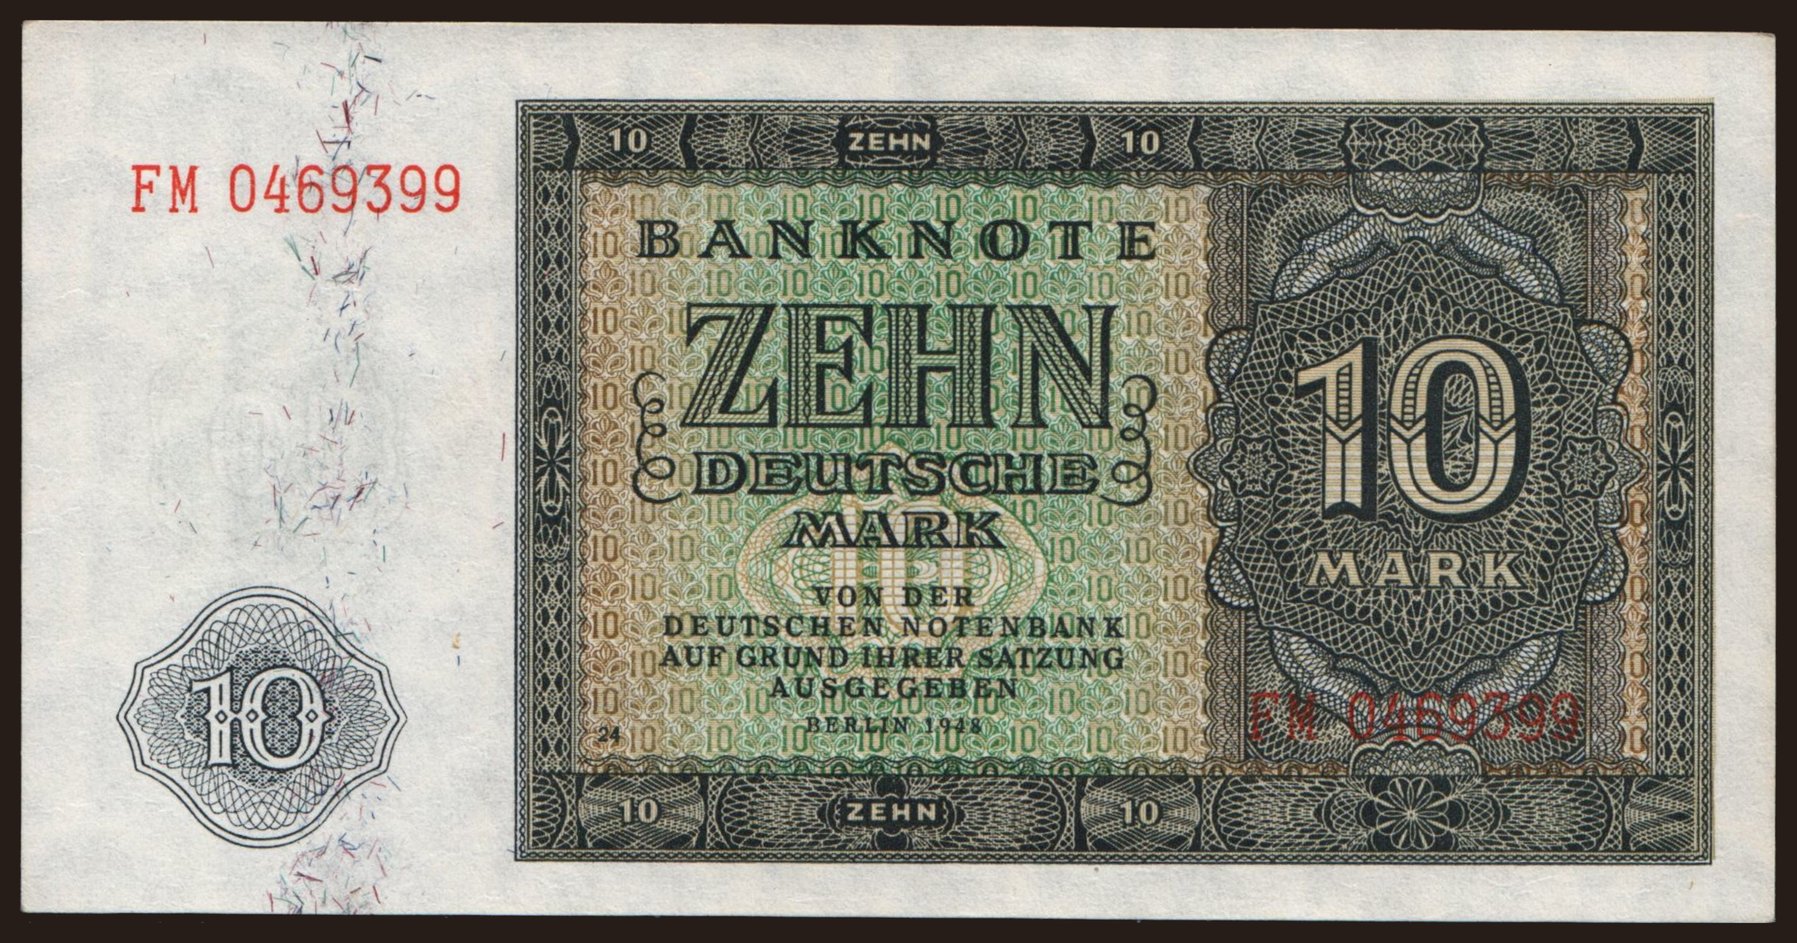 10 ZEHN 10
FM 0469399
BANKNOTE
ZEHN
DEUTSCHE
MARK
10
MARK
VON DER
DEUTSCHEN NOTENBANK
AUF GRUND IHRER SATZUNG
AUSGEGEBEN
BERLIN 1948
24
10
FM 0469399
10 ZEHN 10